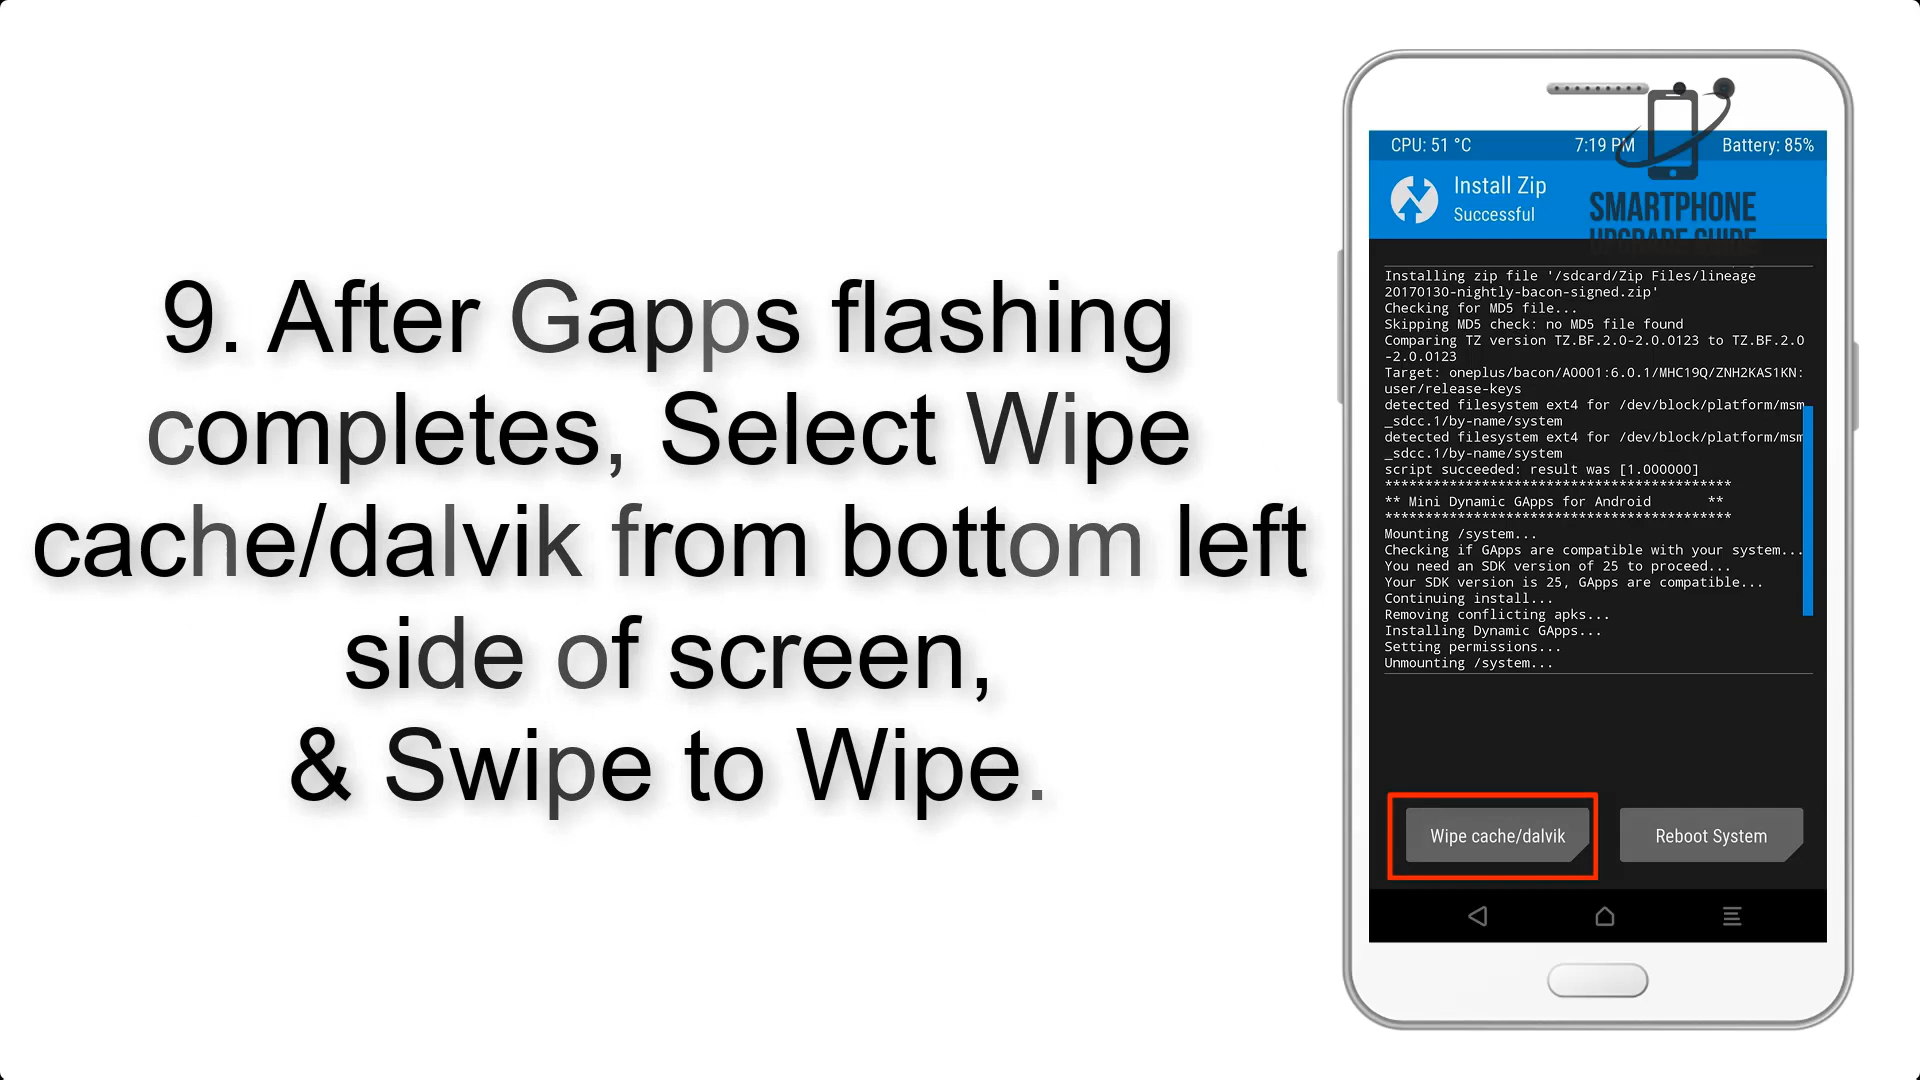 9. After Gapps flashing
completes, Select Wipe
cache/dalvik from bottom left
side of screen,
& Swipe to Wipe.
CPU: 51 °C 7:19 PM Battery: 85%
Install Zip
Successful
SMARTPHONE
UPGRADE GUIDE
Installing zip file '/sdcard/Zip Files/lineage
20170130-nightly-bacon-signed.zip'
Checking for MD5 file...
Skipping MD5 check: no MD5 file found
Comparing TZ version TZ.BF.2.0-2.0.0123 to TZ.BF.2.0
-2.0.0123
Target: oneplus/bacon/A0001:6.0.1/MHC19Q/ZNH2KAS1KN:
user/release-keys
detected filesystem ext4 for /dev/block/platform/msm
_sdcc.1/by-name/system
detected filesystem ext4 for /dev/block/platform/msm
_sdcc.1/by-name/system
script succeeded: result was [1.000000]
*******************************************
** Mini Dynamic GApps for Android **
*******************************************
Mounting /system...
Checking if GApps are compatible with your system...
You need an SDK version of 25 to proceed...
Your SDK version is 25, GApps are compatible...
Continuing install...
Removing conflicting apks...
Installing Dynamic GApps...
Setting permissions...
Unmounting /system...
Wipe cache/dalvik Reboot System